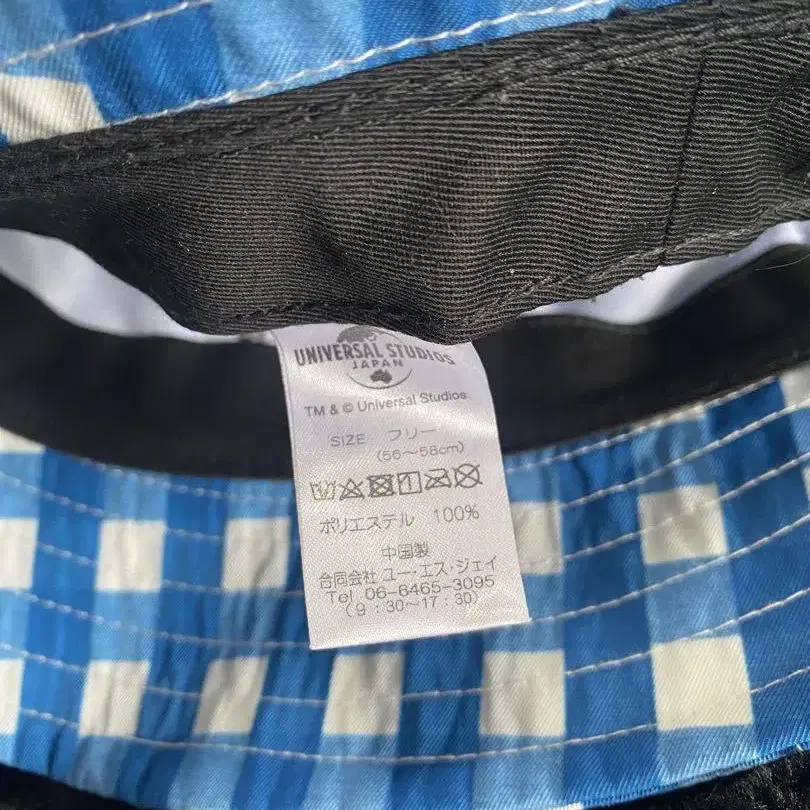 UNIVERSAL STUDIOS
JAPAN
TM & © Universal Studios.
SIZE フリー
(56〜58cm)
ポリエステル 100%
中国製
合同会社 ユー・エス・ジェイ
Tel 06-6465-3095
(9:30〜17:30)